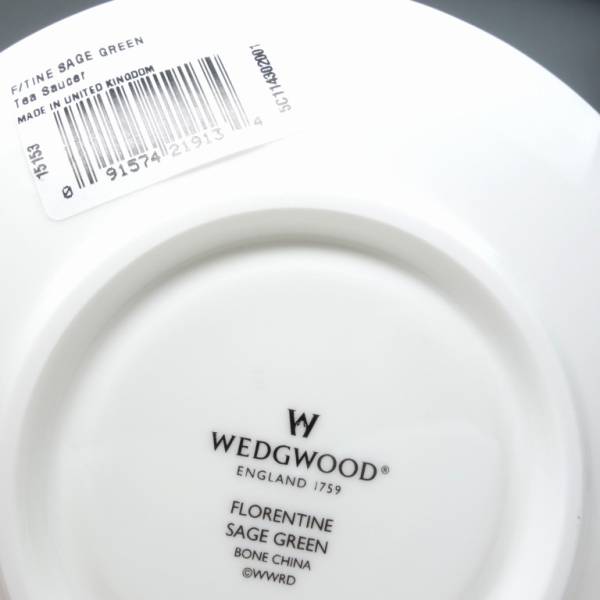 F/TINE SAGE GREEN
Tea Saucer
MADE IN UNITED KINGDOM
15153
0 91574 21913 4
5C114302001
W
WEDGWOOD®
ENGLAND 1759
FLORENTINE
SAGE GREEN
BONE CHINA
©WWRD